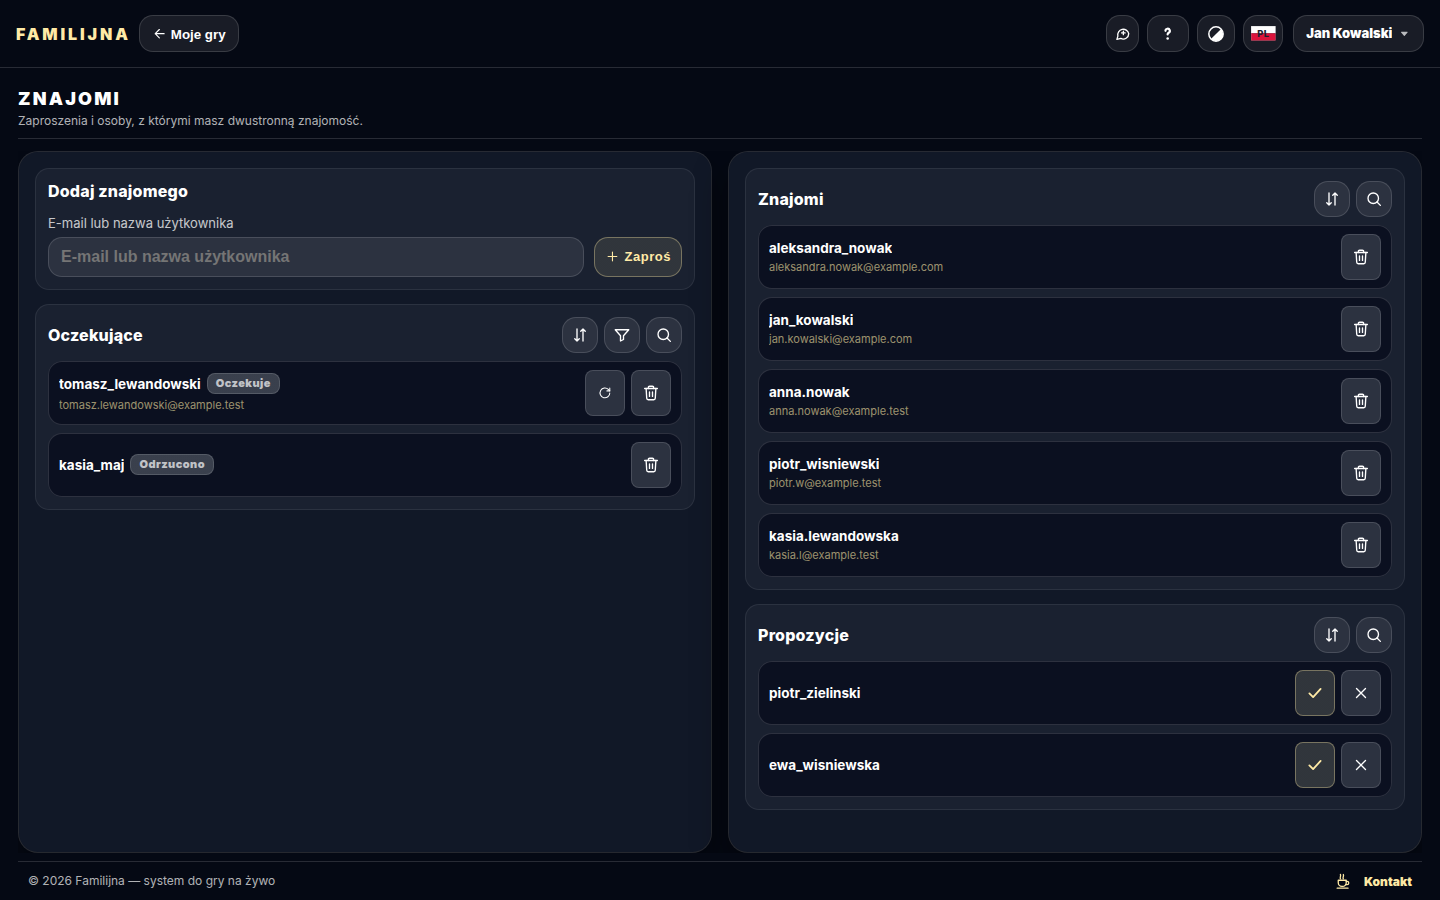 FAMILIJNA
Moje gry
?
PL
Jan Kowalski
ZNAJOMI
Zaproszenia i osoby, z którymi masz dwustronną znajomość.
Dodaj znajomego
E-mail lub nazwa użytkownika
E-mail lub nazwa użytkownika
Zaproś
Oczekujące
tomasz_lewandowski Oczekuje
tomasz.lewandowski@example.test
kasia_maj Odrzucono
Znajomi
aleksandra_nowak
aleksandra.nowak@example.com
jan_kowalski
jan.kowalski@example.com
anna.nowak
anna.nowak@example.test
piotr_wisniewski
piotr.w@example.test
kasia.lewandowska
kasia.l@example.test
Propozycje
piotr_zielinski
ewa_wisniewska
© 2026 Familijna — system do gry na żywo
Kontakt